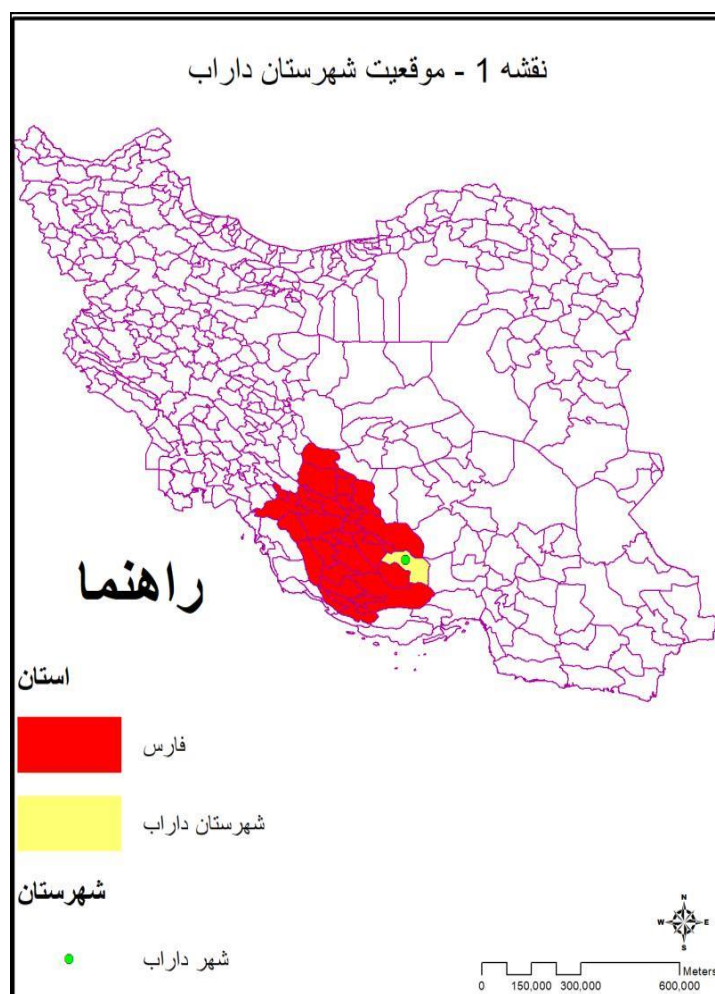 نقشه 1 - موقعیت شهرستان داراب
راهنما
استان
فارس
شهرستان داراب
شهرستان
شهر داراب
N
W E
S
Meters
0 150,000 300,000 600,000